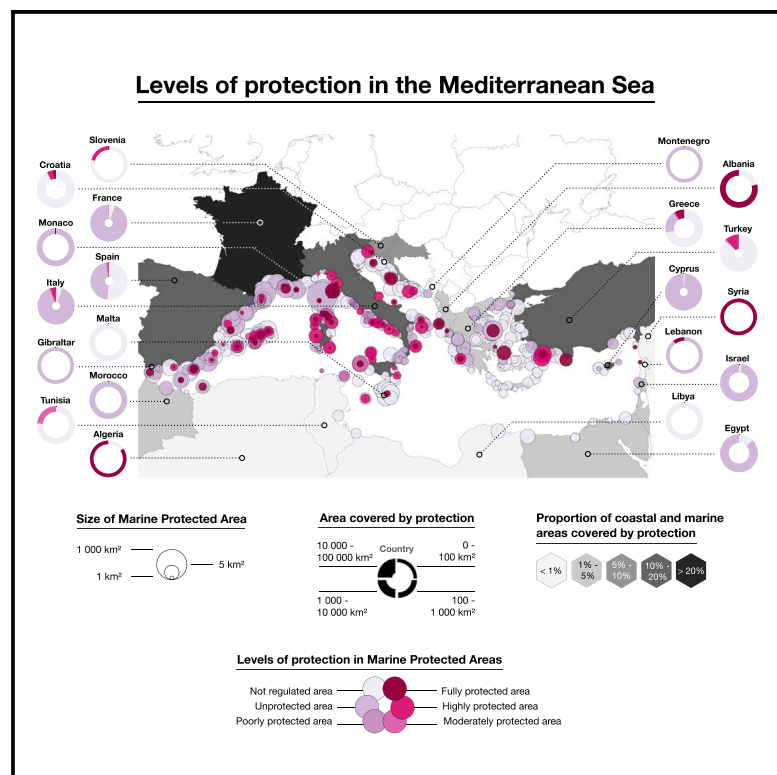 Levels of protection in the Mediterranean Sea
Slovenia
Croatia
France
Monaco
Spain
Italy
Malta
Gibraltar
Morocco
Tunisia
Algeria
Montenegro
Albania
Greece
Turkey
Cyprus
Syria
Lebanon
Israel
Libya
Egypt
Size of Marine Protected Area
1 000 km²
5 km²
1 km²
Area covered by protection
10 000 -
100 000 km²
Country
0 -
100 km²
1 000 -
10 000 km²
100 -
1 000 km²
Proportion of coastal and marine
areas covered by protection
< 1%
1% -
5%
5% -
10%
10% -
20%
> 20%
Levels of protection in Marine Protected Areas
Not regulated area
Fully protected area
Unprotected area
Highly protected area
Poorly protected area
Moderately protected area